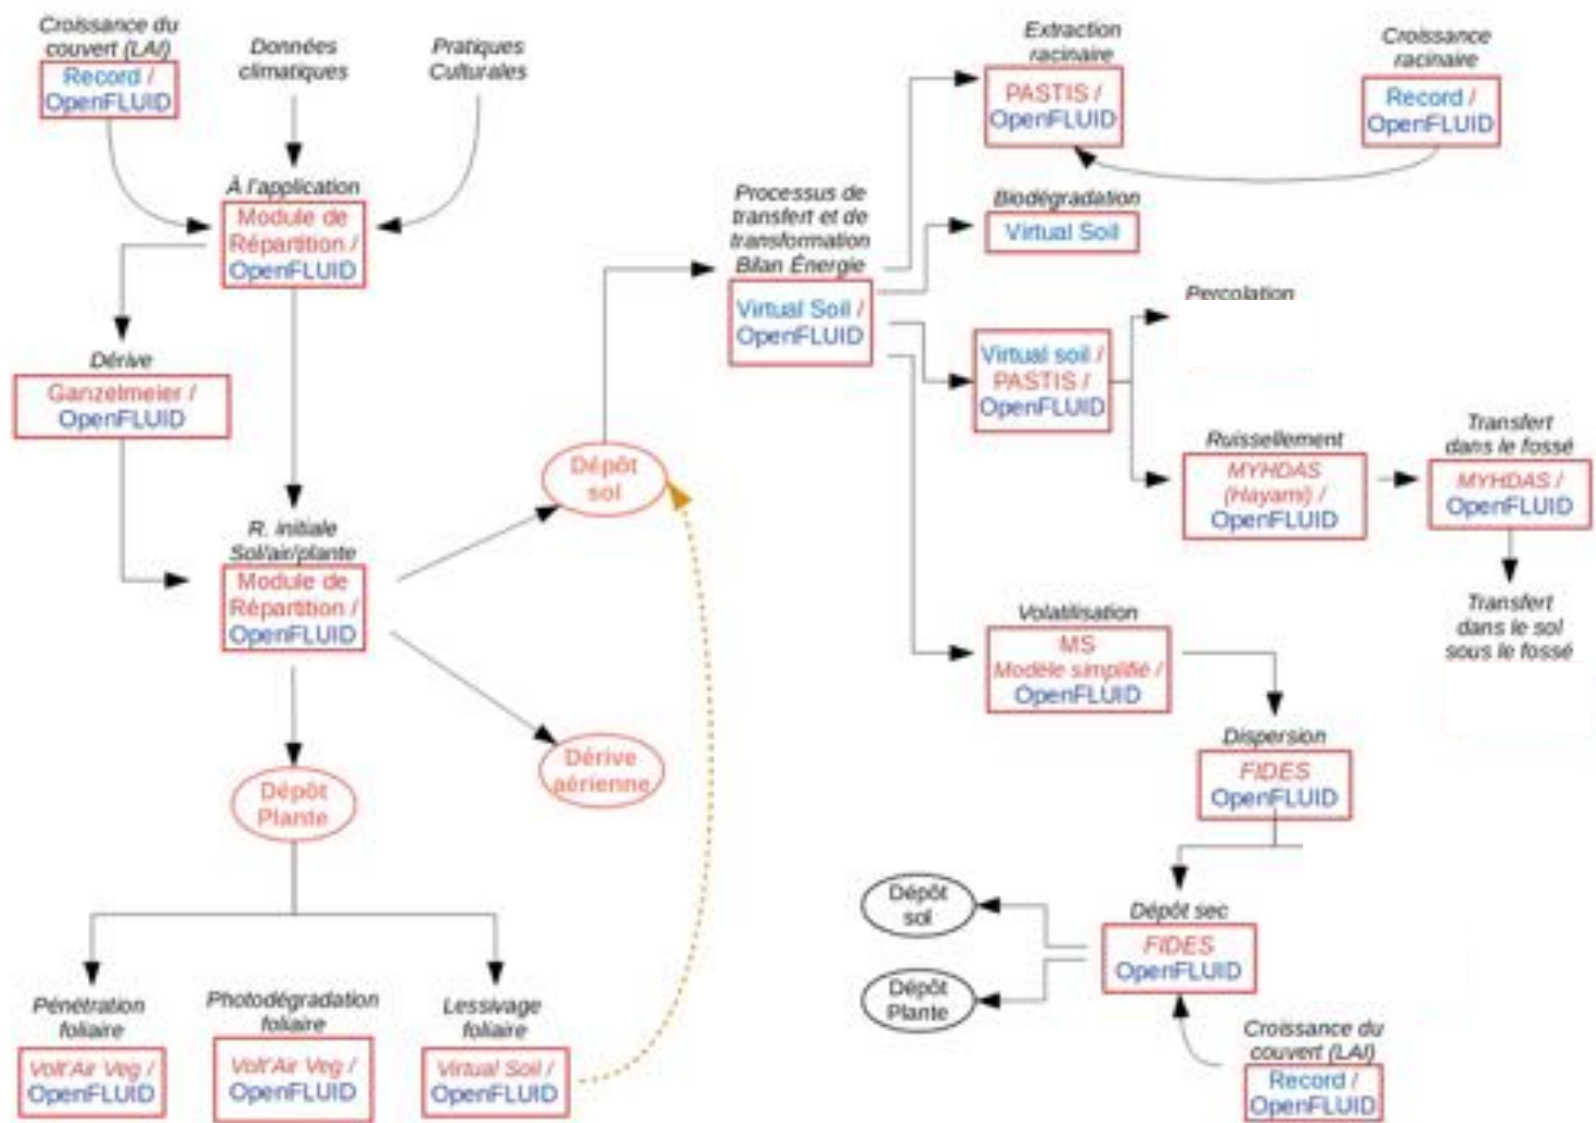 Croissance du
couvert (LAI)
Record /
OpenFLUID
Données
climatiques
Pratiques
Culturales
À l'application
Module de
Répartition /
OpenFLUID
Dérive
Ganzelmeier /
OpenFLUID
R. initiale
Sol/air/plante
Module de
Répartition /
OpenFLUID
Dépôt
sol
Dérive
aérienne
Dépôt
Plante
Pénétration
foliaire
Volt'Air Veg /
OpenFLUID
Photodégradation
foliaire
Volt'Air Veg /
OpenFLUID
Lessivage
foliaire
Virtual Soil /
OpenFLUID
Processus de
transfert et de
transformation
Bilan Énergie
Virtual Soil /
OpenFLUID
Extraction
racinaire
PASTIS /
OpenFLUID
Croissance
racinaire
Record /
OpenFLUID
Biodégradation
Virtual Soil
Virtual soil /
PASTIS /
OpenFLUID
Percolation
Ruissellement
MYHDAS
(Hayami) /
OpenFLUID
Transfert
dans le fossé
MYHDAS /
OpenFLUID
Transfert
dans le sol
sous le fossé
Volatilisation
MS
Modèle simplifié /
OpenFLUID
Dispersion
FIDES
OpenFLUID
Dépôt sec
FIDES
OpenFLUID
Dépôt
sol
Dépôt
Plante
Croissance du
couvert (LAI)
Record /
OpenFLUID